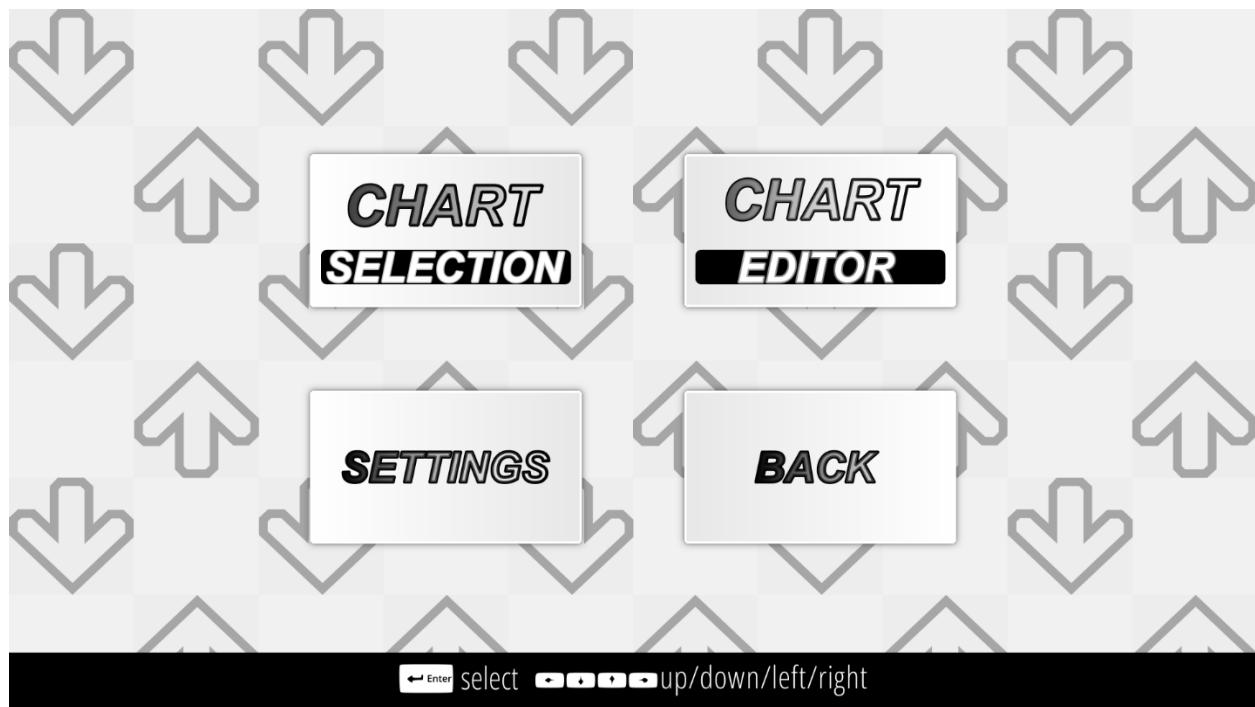 CHART
SELECTION
CHART
EDITOR
SETTINGS
BACK
Enter select up/down/left/right